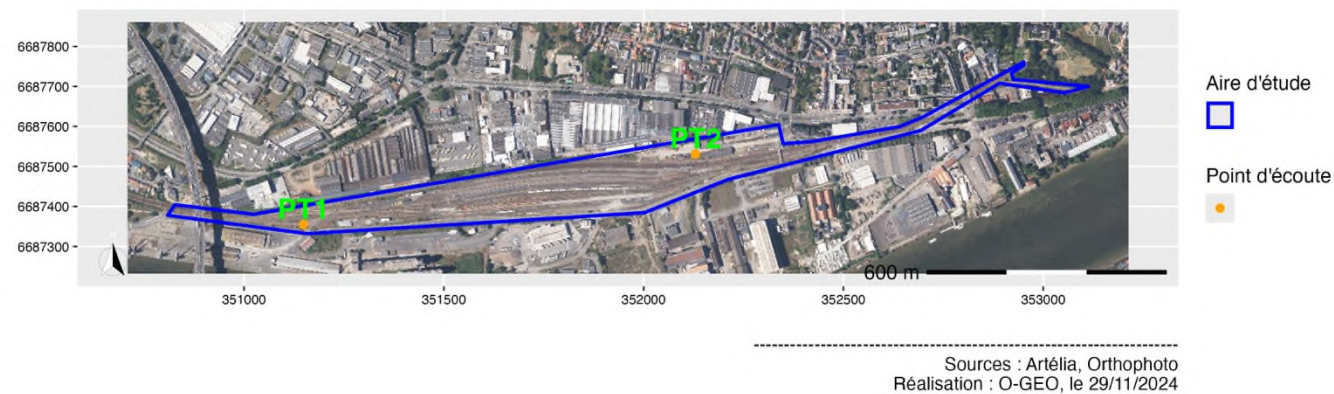 6687800
Aire d'étude
6687700
6687600
PT2
Point d'écoute
6687500
6687400
PT1
6687300
600 m
351000
351500
352000
352500
353000
Sources : Artélia, Orthophoto
Réalisation : O-GEO, le 29/11/2024